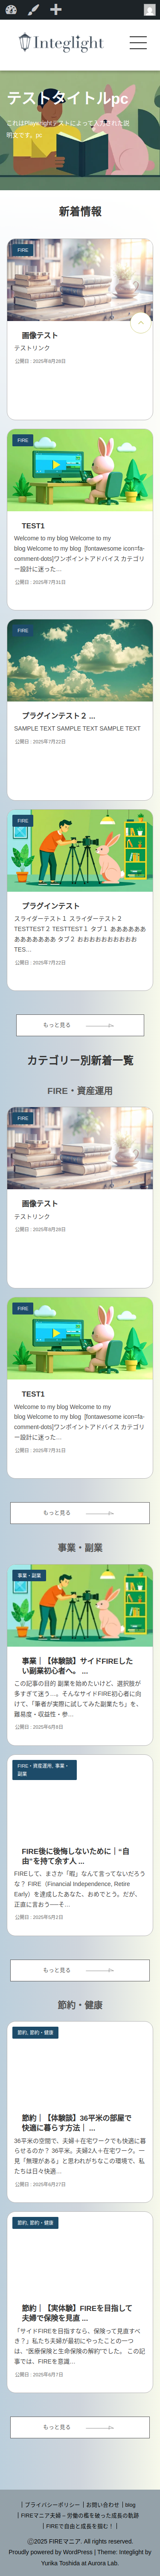 Integlight
テストタイトルpc
これはPlaywrightテストによって入力された説
明文です。pc
新着情報
FIRE
画像テスト
テストリンク
公開日 : 2025年8月28日
FIRE
TEST1
Welcome to my blog Welcome to my
blog Welcome to my blog [fontawesome icon=fa-
comment-dots]ワンポイントアドバイス カテゴリ
ー設計に迷った…
公開日 : 2025年7月31日
FIRE
プラグインテスト２ ...
SAMPLE TEXT SAMPLE TEXT SAMPLE TEXT
公開日 : 2025年7月22日
FIRE
プラグインテスト
スライダーテスト１ スライダーテスト２
TESTTEST２ TESTTEST１ タブ１ ああああああ
あああああああ タブ２ おおおおおおおおおお
TES…
公開日 : 2025年7月22日
もっと見る
カテゴリー別新着一覧
FIRE・資産運用
FIRE
画像テスト
テストリンク
公開日 : 2025年8月28日
FIRE
TEST1
Welcome to my blog Welcome to my
blog Welcome to my blog [fontawesome icon=fa-
comment-dots]ワンポイントアドバイス カテゴリ
ー設計に迷った…
公開日 : 2025年7月31日
もっと見る
事業・副業
事業・副業
事業｜【体験談】サイドFIREした
い副業初心者へ。 ...
この記事の目的 副業を始めたいけど、選択肢が
多すぎて迷う…。そんなサイドFIRE初心者に向
けて、「筆者が実際に試してみた副業たち」を、
難易度・収益性・参…
公開日 : 2025年6月8日
FIRE・資産運用, 事業・
副業
FIRE後に後悔しないために｜“自
由”を持て余す人 ...
FIREして、まさか「暇」なんて言ってないだろう
な？ FIRE（Financial Independence, Retire
Early）を達成したあなた、おめでとう。だが、
正直に言おう──そ…
公開日 : 2025年5月2日
もっと見る
節約・健康
節約, 節約・健康
節約｜【体験談】36平米の部屋で
快適に暮らす方法｜ ...
36平米の空間で、夫婦＋在宅ワークでも快適に暮
らせるのか？ 36平米。夫婦2人＋在宅ワーク。一
見「無理がある」と思われがちなこの環境で、私
たちは日々快適…
公開日 : 2025年6月27日
節約, 節約・健康
節約｜【実体験】FIREを目指して
夫婦で保険を見直 ...
「サイドFIREを目指すなら、保険って見直すべ
き？」私たち夫婦が最初にやったことの一つ
は、“医療保険と生命保険の解約”でした。 この記
事では、FIREを意識…
公開日 : 2025年6月7日
もっと見る
| プライバシーポリシー | お問い合わせ | blog
| FIREマニア夫 – 労働の檻を破った成長の軌跡
| FIREで自由と成長を掴む！ |
Ⓒ2025 FIREマニア. All rights reserved.
Proudly powered by WordPress | Theme: Integlight by
Yurika Toshida at Aurora Lab.